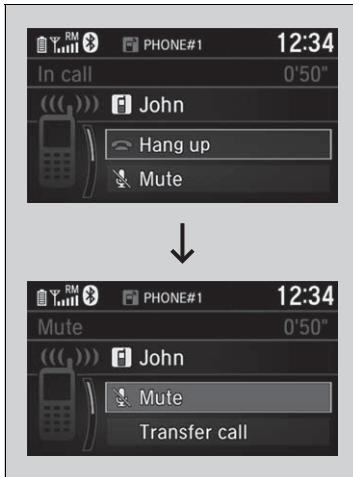 RM PHONE#1 12:34
In call 0'50"
John
Hang up
Mute
RM PHONE#1 12:34
Mute 0'50"
John
Mute
Transfer call